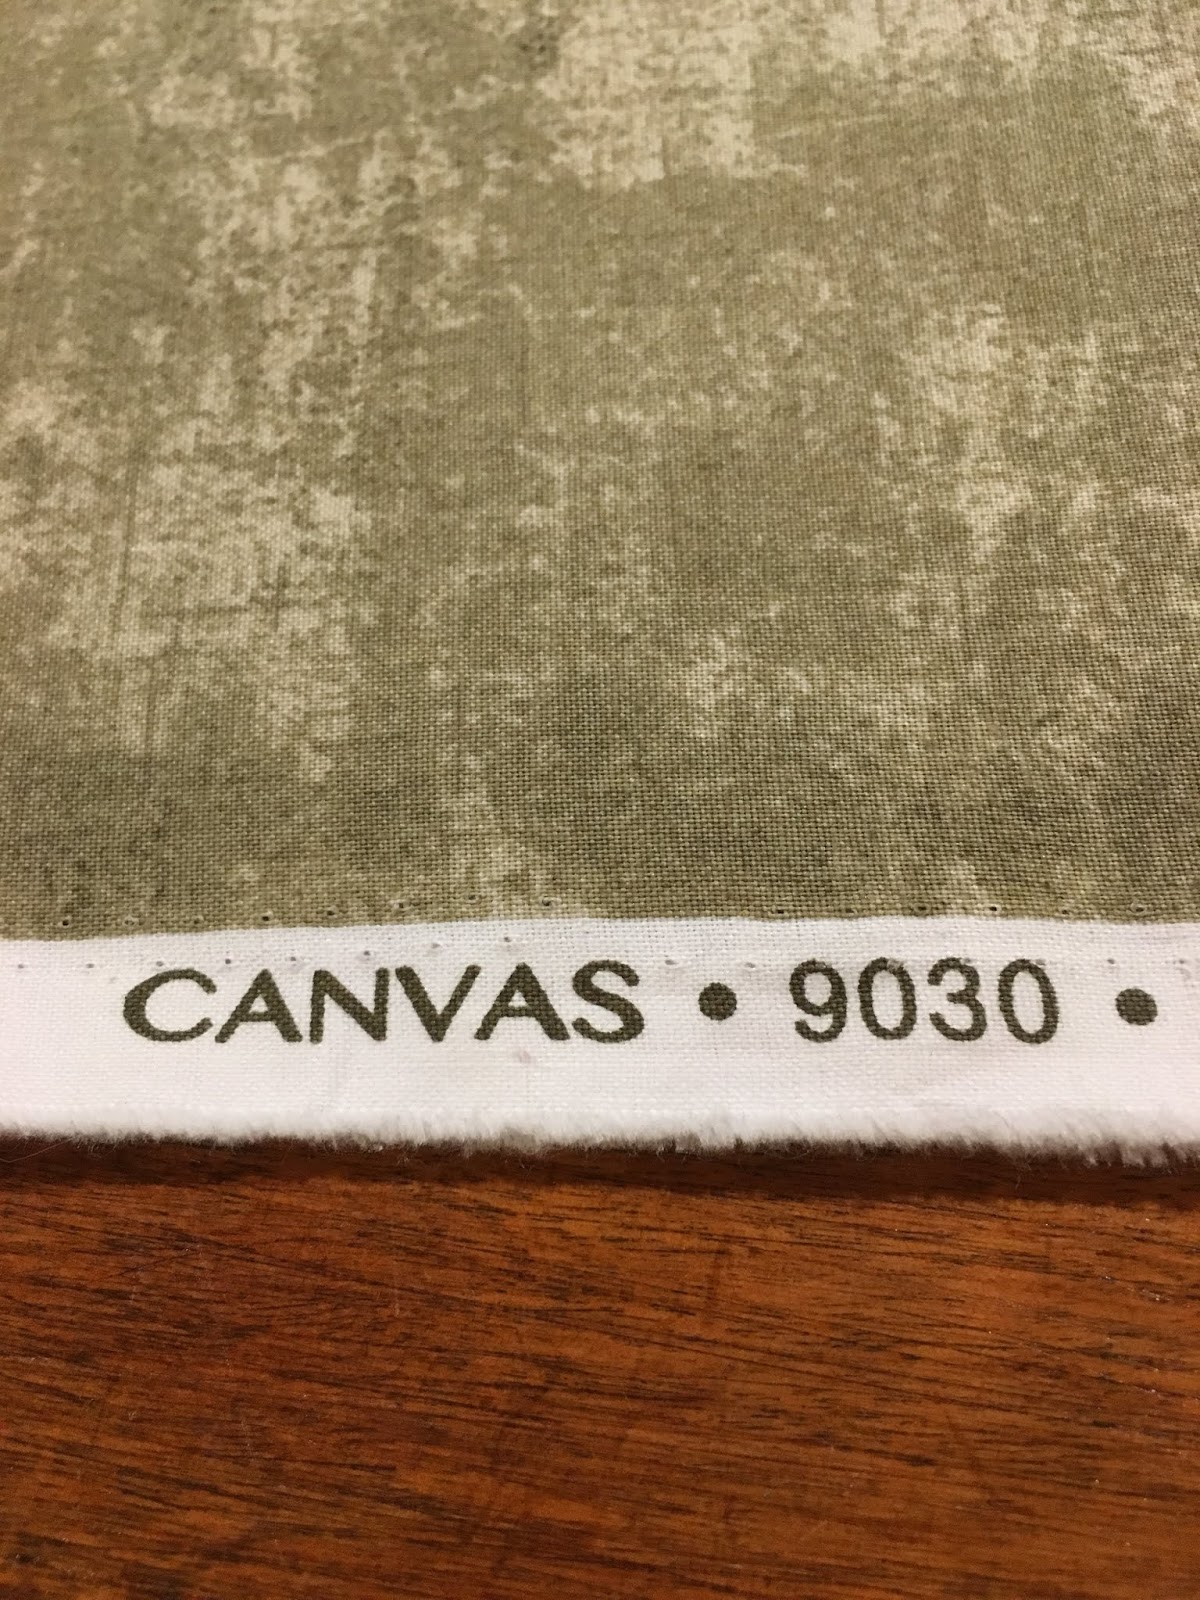 CANVAS • 9030 •